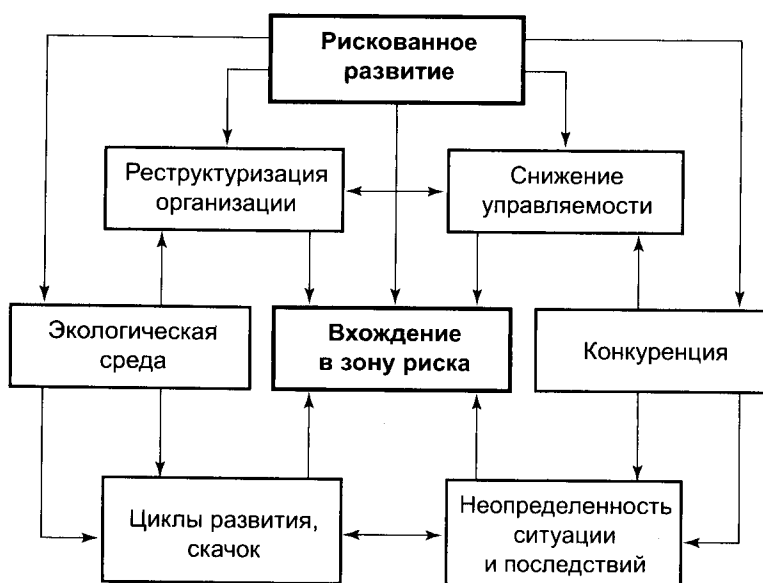 Рискованное
развитие
Реструктуризация
организации
Снижение
управляемости
Экологическая
среда
Вхождение
в зону риска
Конкуренция
Циклы развития,
скачок
Неопределенность
ситуации
и последствий